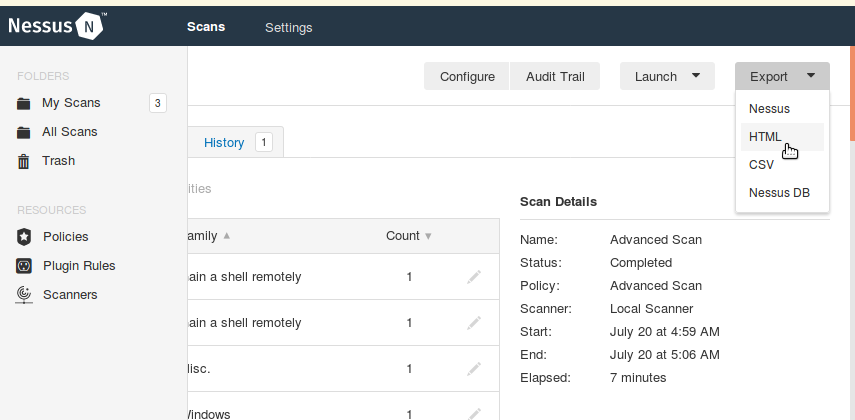 Nessus N ™
Scans Settings
FOLDERS
My Scans 3
All Scans
Trash
RESOURCES
Policies
Plugin Rules
Scanners
Configure Audit Trail Launch Export
Nessus
HTML
CSV
Nessus DB
History 1
ities
amily Count
ain a shell remotely 1
ain a shell remotely 1
lisc. 1
Windows 1
Scan Details
Name: Advanced Scan
Status: Completed
Policy: Advanced Scan
Scanner: Local Scanner
Start: July 20 at 4:59 AM
End: July 20 at 5:06 AM
Elapsed: 7 minutes